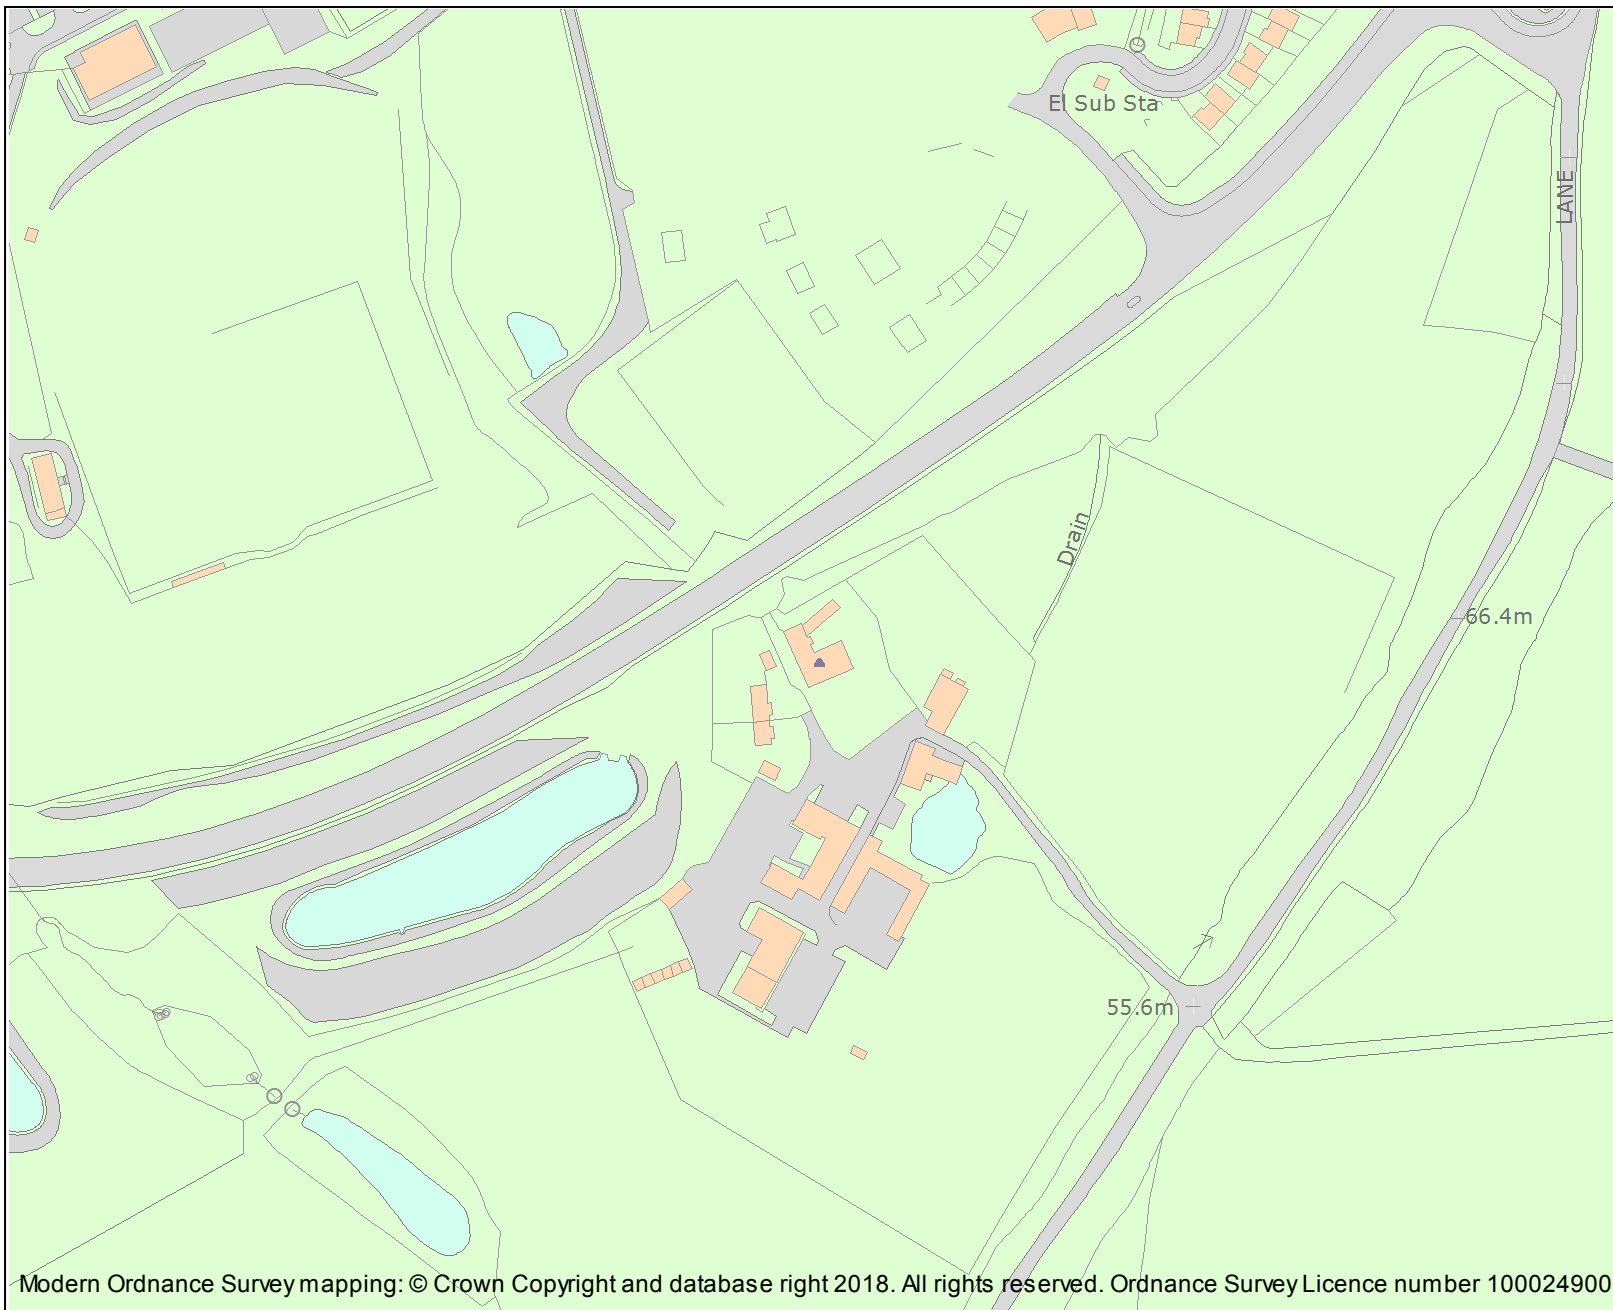 El Sub Sta
LANE
Drain
66.4m
55.6m
Modern Ordnance Survey mapping: © Crown Copyright and database right 2018. All rights reserved. Ordnance Survey Licence number 100024900